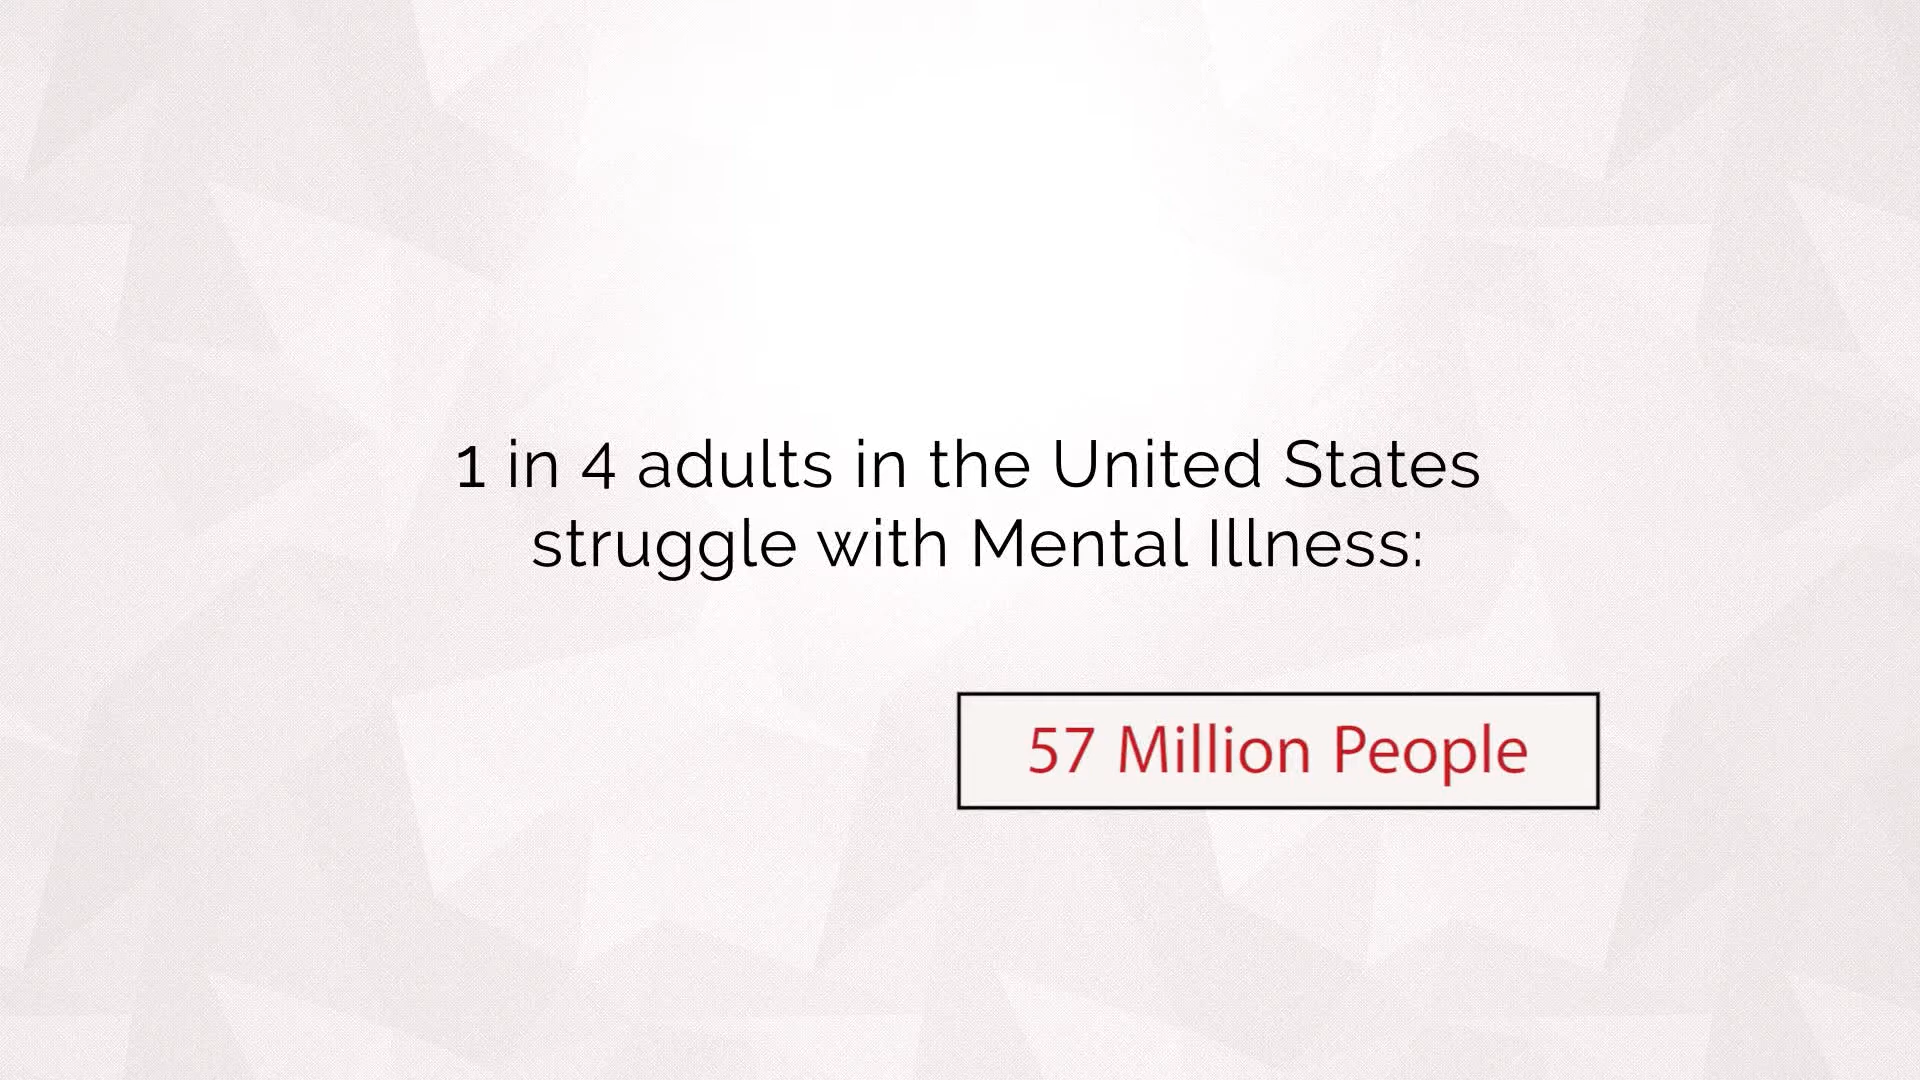 1 in 4 adults in the United States
struggle with Mental Illness:
57 Million People